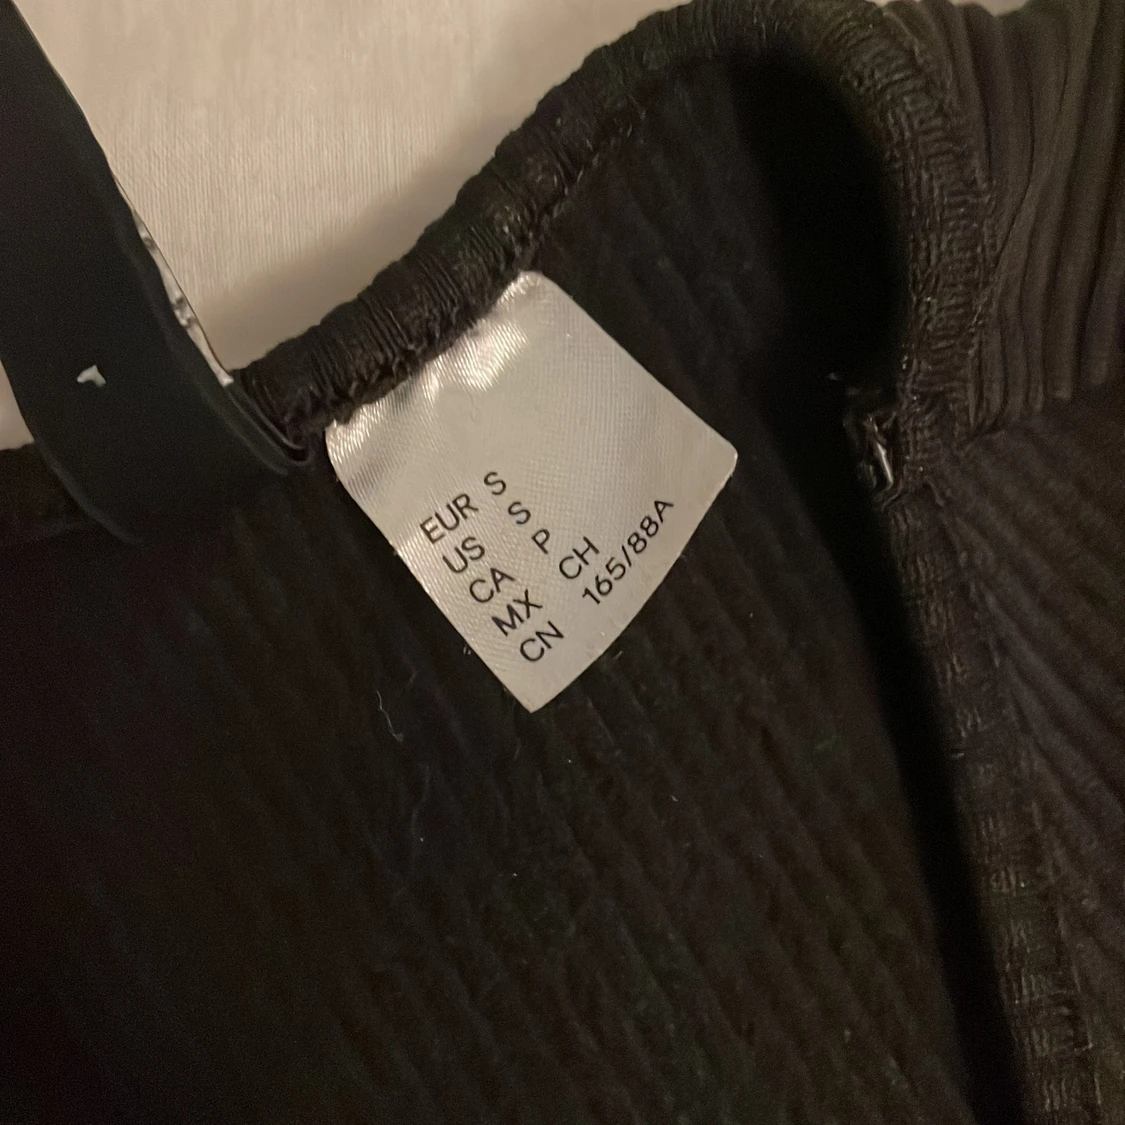 EUR S
US S
CA P
MX CH
CN 165/88A